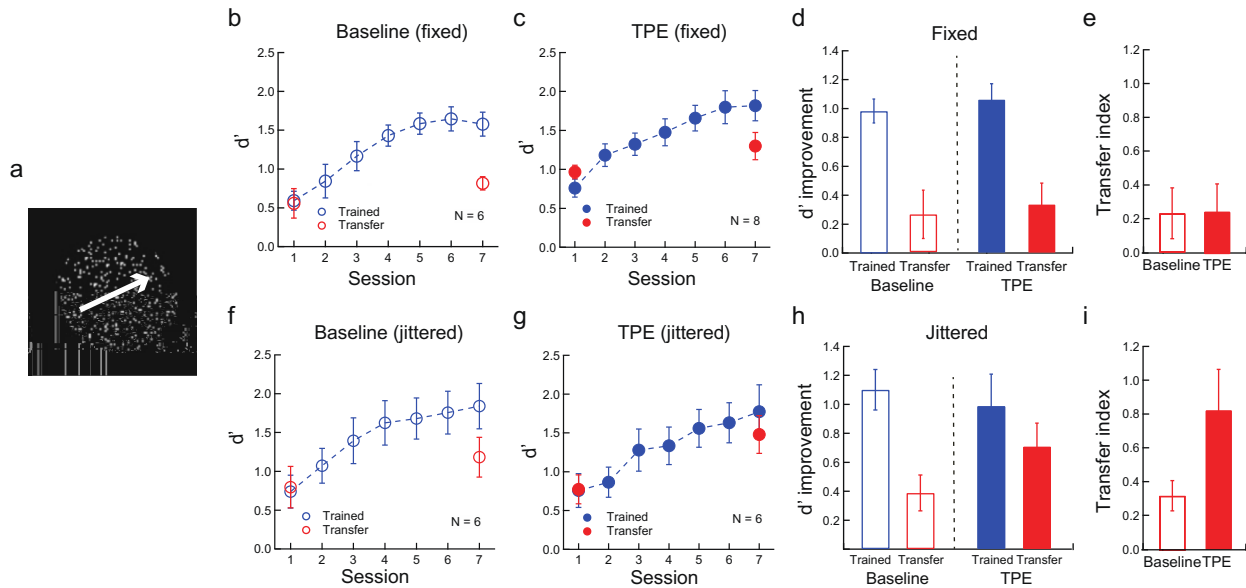 a
b
Baseline (fixed)
2.5
2.0
1.5
1.0
0.5
0.0
d'
Trained
Transfer
N = 6
1 2 3 4 5 6 7
Session
c
TPE (fixed)
2.5
2.0
1.5
1.0
0.5
0.0
d'
Trained
Transfer
N = 8
1 2 3 4 5 6 7
Session
d
Fixed
1.4
1.2
1.0
0.8
0.6
0.4
0.2
0.0
d' improvement
Trained Transfer Trained Transfer
Baseline TPE
e
1.2
1.0
0.8
0.6
0.4
0.2
0.0
Transfer index
Baseline TPE
f
Baseline (jittered)
2.5
2.0
1.5
1.0
0.5
0.0
d'
Trained
Transfer
N = 6
1 2 3 4 5 6 7
Session
g
TPE (jittered)
2.5
2.0
1.5
1.0
0.5
0.0
d'
Trained
Transfer
N = 6
1 2 3 4 5 6 7
Session
h
Jittered
1.4
1.2
1.0
0.8
0.6
0.4
0.2
d' improvement
Trained Transfer Trained Transfer
Baseline TPE
i
1.2
1.0
0.8
0.6
0.4
0.2
0.0
Transfer index
Baseline TPE